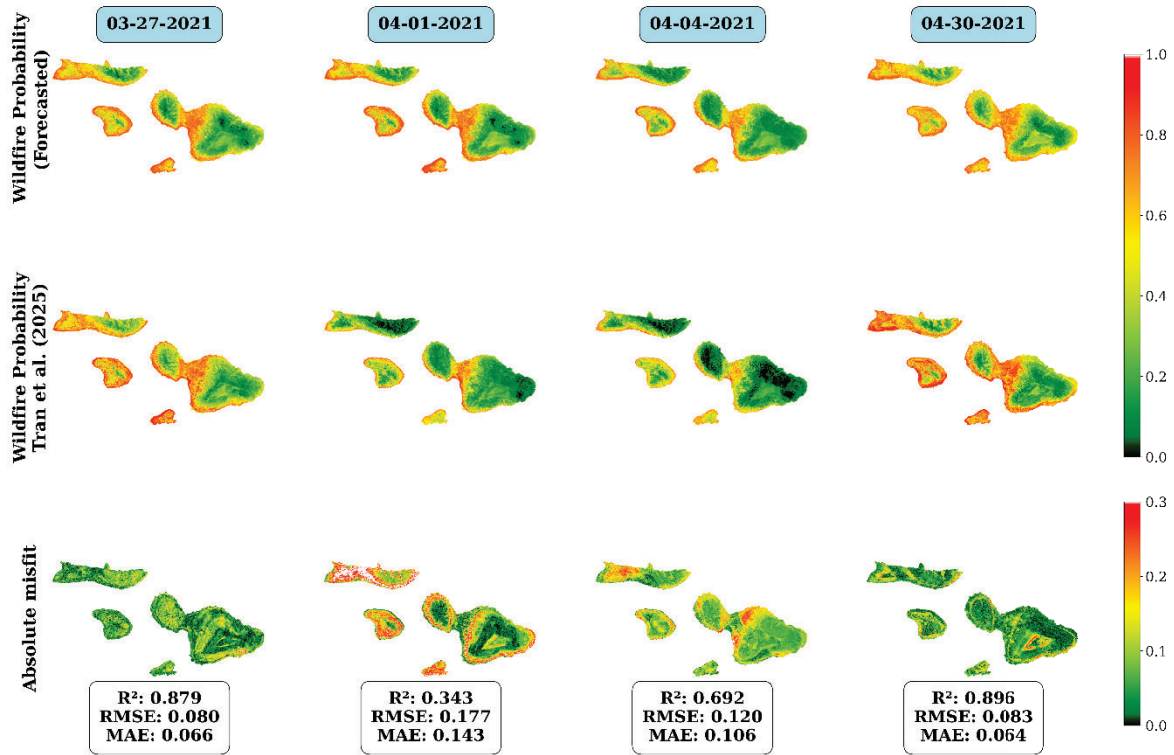 03-27-2021
04-01-2021
04-04-2021
04-30-2021
Wildfire Probability
(Forecasted)
1.0
0.8
0.6
0.4
0.2
0.0
Wildfire Probability
Tran et al. (2025)
Absolute misfit
0.3
0.2
0.1
0.0
R²: 0.879
RMSE: 0.080
MAE: 0.066
R²: 0.343
RMSE: 0.177
MAE: 0.143
R²: 0.692
RMSE: 0.120
MAE: 0.106
R²: 0.896
RMSE: 0.083
MAE: 0.064